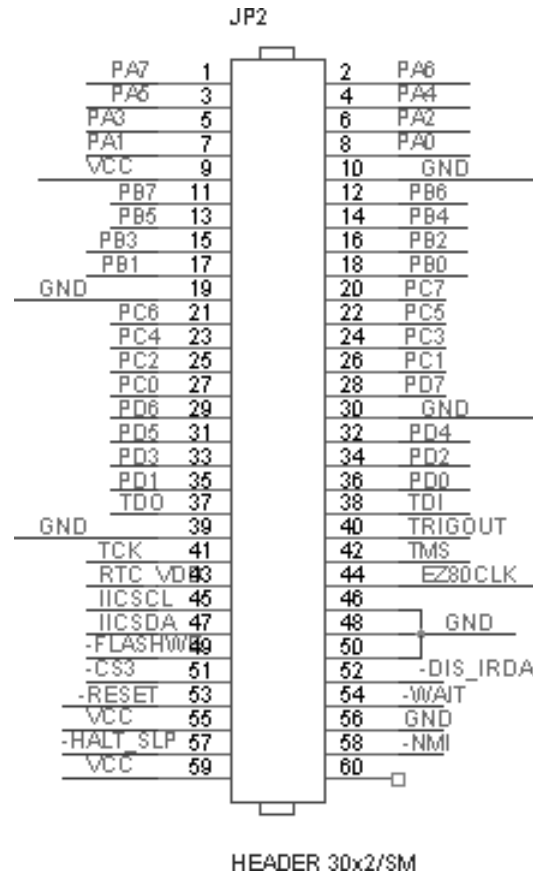 JP2
PA7 1 2 PA6
PA5 3 4 PA4
PA3 5 6 PA2
PA1 7 8 PA0
VCC 9 10 GND
PB7 11 12 PB6
PB5 13 14 PB4
PB3 15 16 PB2
PB1 17 18 PB0
GND 19 20 PC7
PC6 21 22 PC5
PC4 23 24 PC3
PC2 25 26 PC1
PC0 27 28 PD7
PD6 29 30 GND
PD5 31 32 PD4
PD3 33 34 PD2
PD1 35 36 PD0
TDO 37 38 TDI
GND 39 40 TRIGOUT
TCK 41 42 TMS
RTC_VDD 43 44 EZ80CLK
IICSCL 45 46
IICSDA 47 48 GND
49 50
-CS3 51 52 -DIS_IRDA
-RESET 53 54 -WAIT
VCC 55 56 GND
-HALT_SLP 57 58 -NMI
VCC 59 60
HEADER 30x2/SM